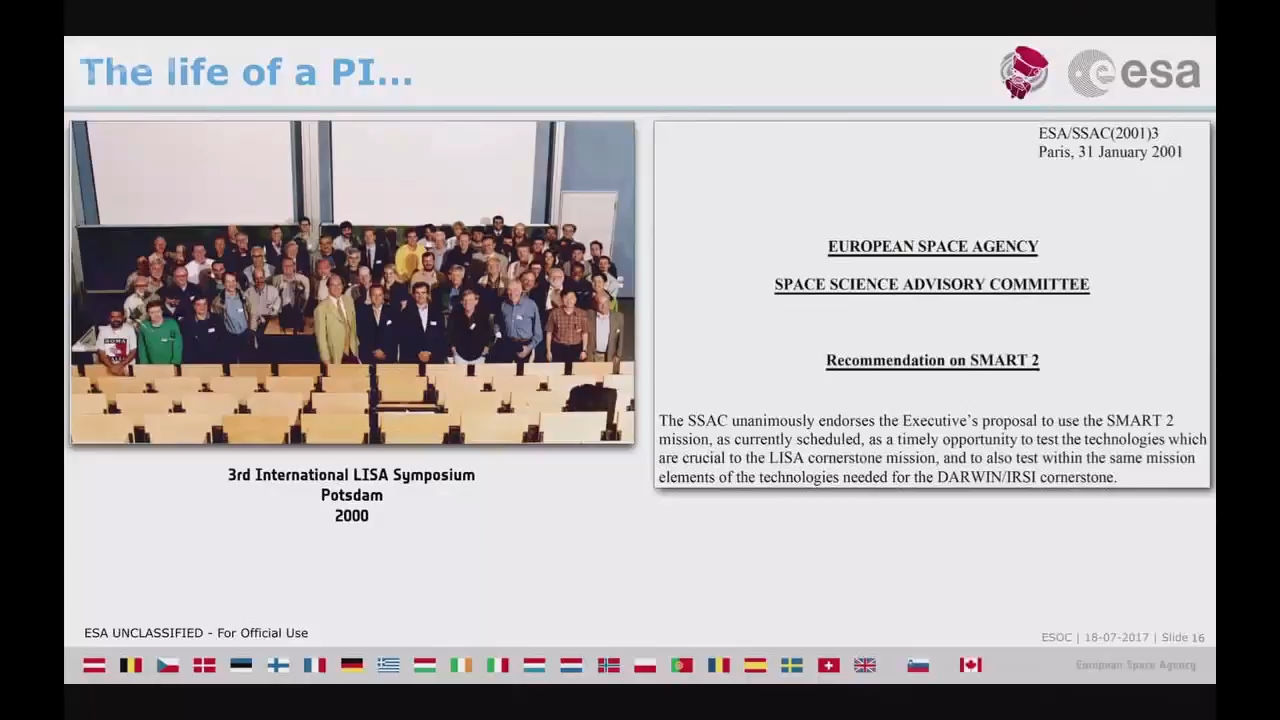 The life of a PI...
esa
ESA/SSAC(2001)3
Paris, 31 January 2001
EUROPEAN SPACE AGENCY
SPACE SCIENCE ADVISORY COMMITTEE
Recommendation on SMART 2
The SSAC unanimously endorses the Executive's proposal to use the SMART 2
mission, as currently scheduled, as a timely opportunity to test the technologies which
are crucial to the LISA cornerstone mission, and to also test within the same mission
elements of the technologies needed for the DARWIN/IRSI cornerstone.
ROMA
3rd International LISA Symposium
Potsdam
2000
ESA UNCLASSIFIED - For Official Use
ESOC | 18-07-2017 | Slide 16
European Space Agency